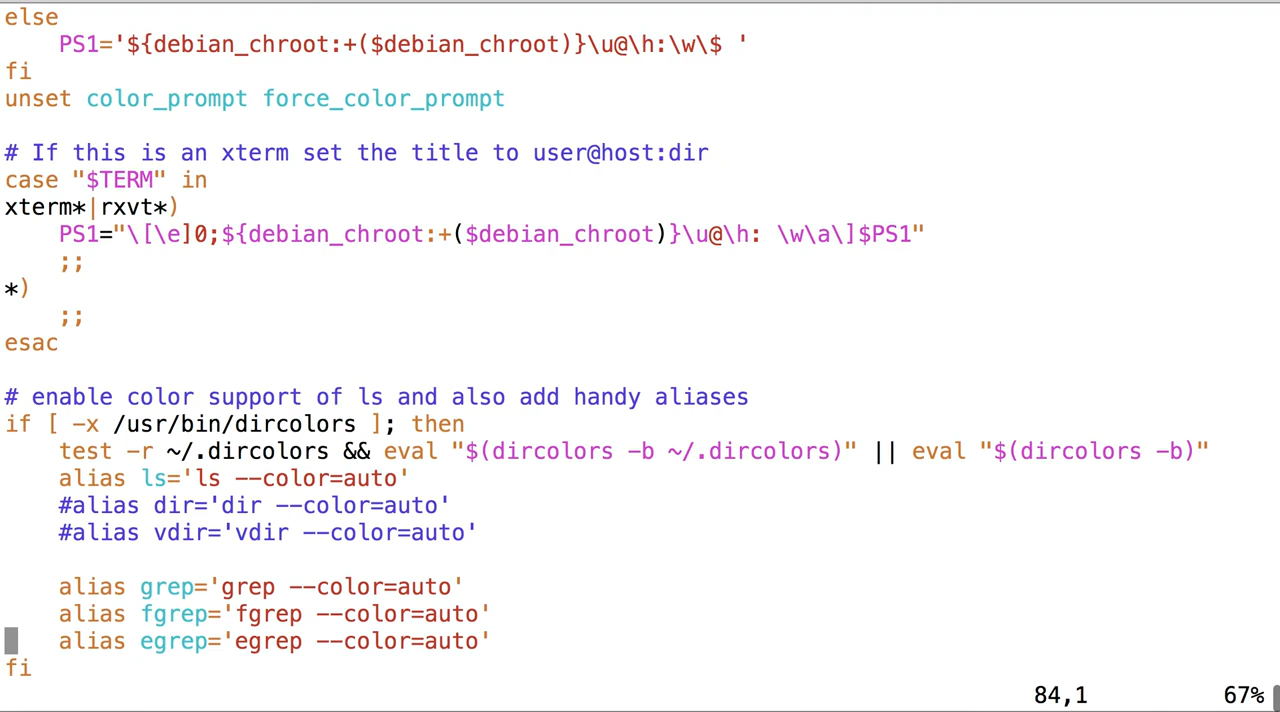 else
    PS1='${debian_chroot:+($debian_chroot)}\u@\h:\w\$ '
fi
unset color_prompt force_color_prompt

# If this is an xterm set the title to user@host:dir
case "$TERM" in
xterm*|rxvt*)
    PS1="\[\e]0;${debian_chroot:+($debian_chroot)}\u@\h: \w\a\]$PS1"
    ;;
*)
    ;;
esac

# enable color support of ls and also add handy aliases
if [ -x /usr/bin/dircolors ]; then
    test -r ~/.dircolors && eval "$(dircolors -b ~/.dircolors)" || eval "$(dircolors -b)"
    alias ls='ls --color=auto'
    #alias dir='dir --color=auto'
    #alias vdir='vdir --color=auto'

    alias grep='grep --color=auto'
    alias fgrep='fgrep --color=auto'
    alias egrep='egrep --color=auto'
fi
84,1 67%